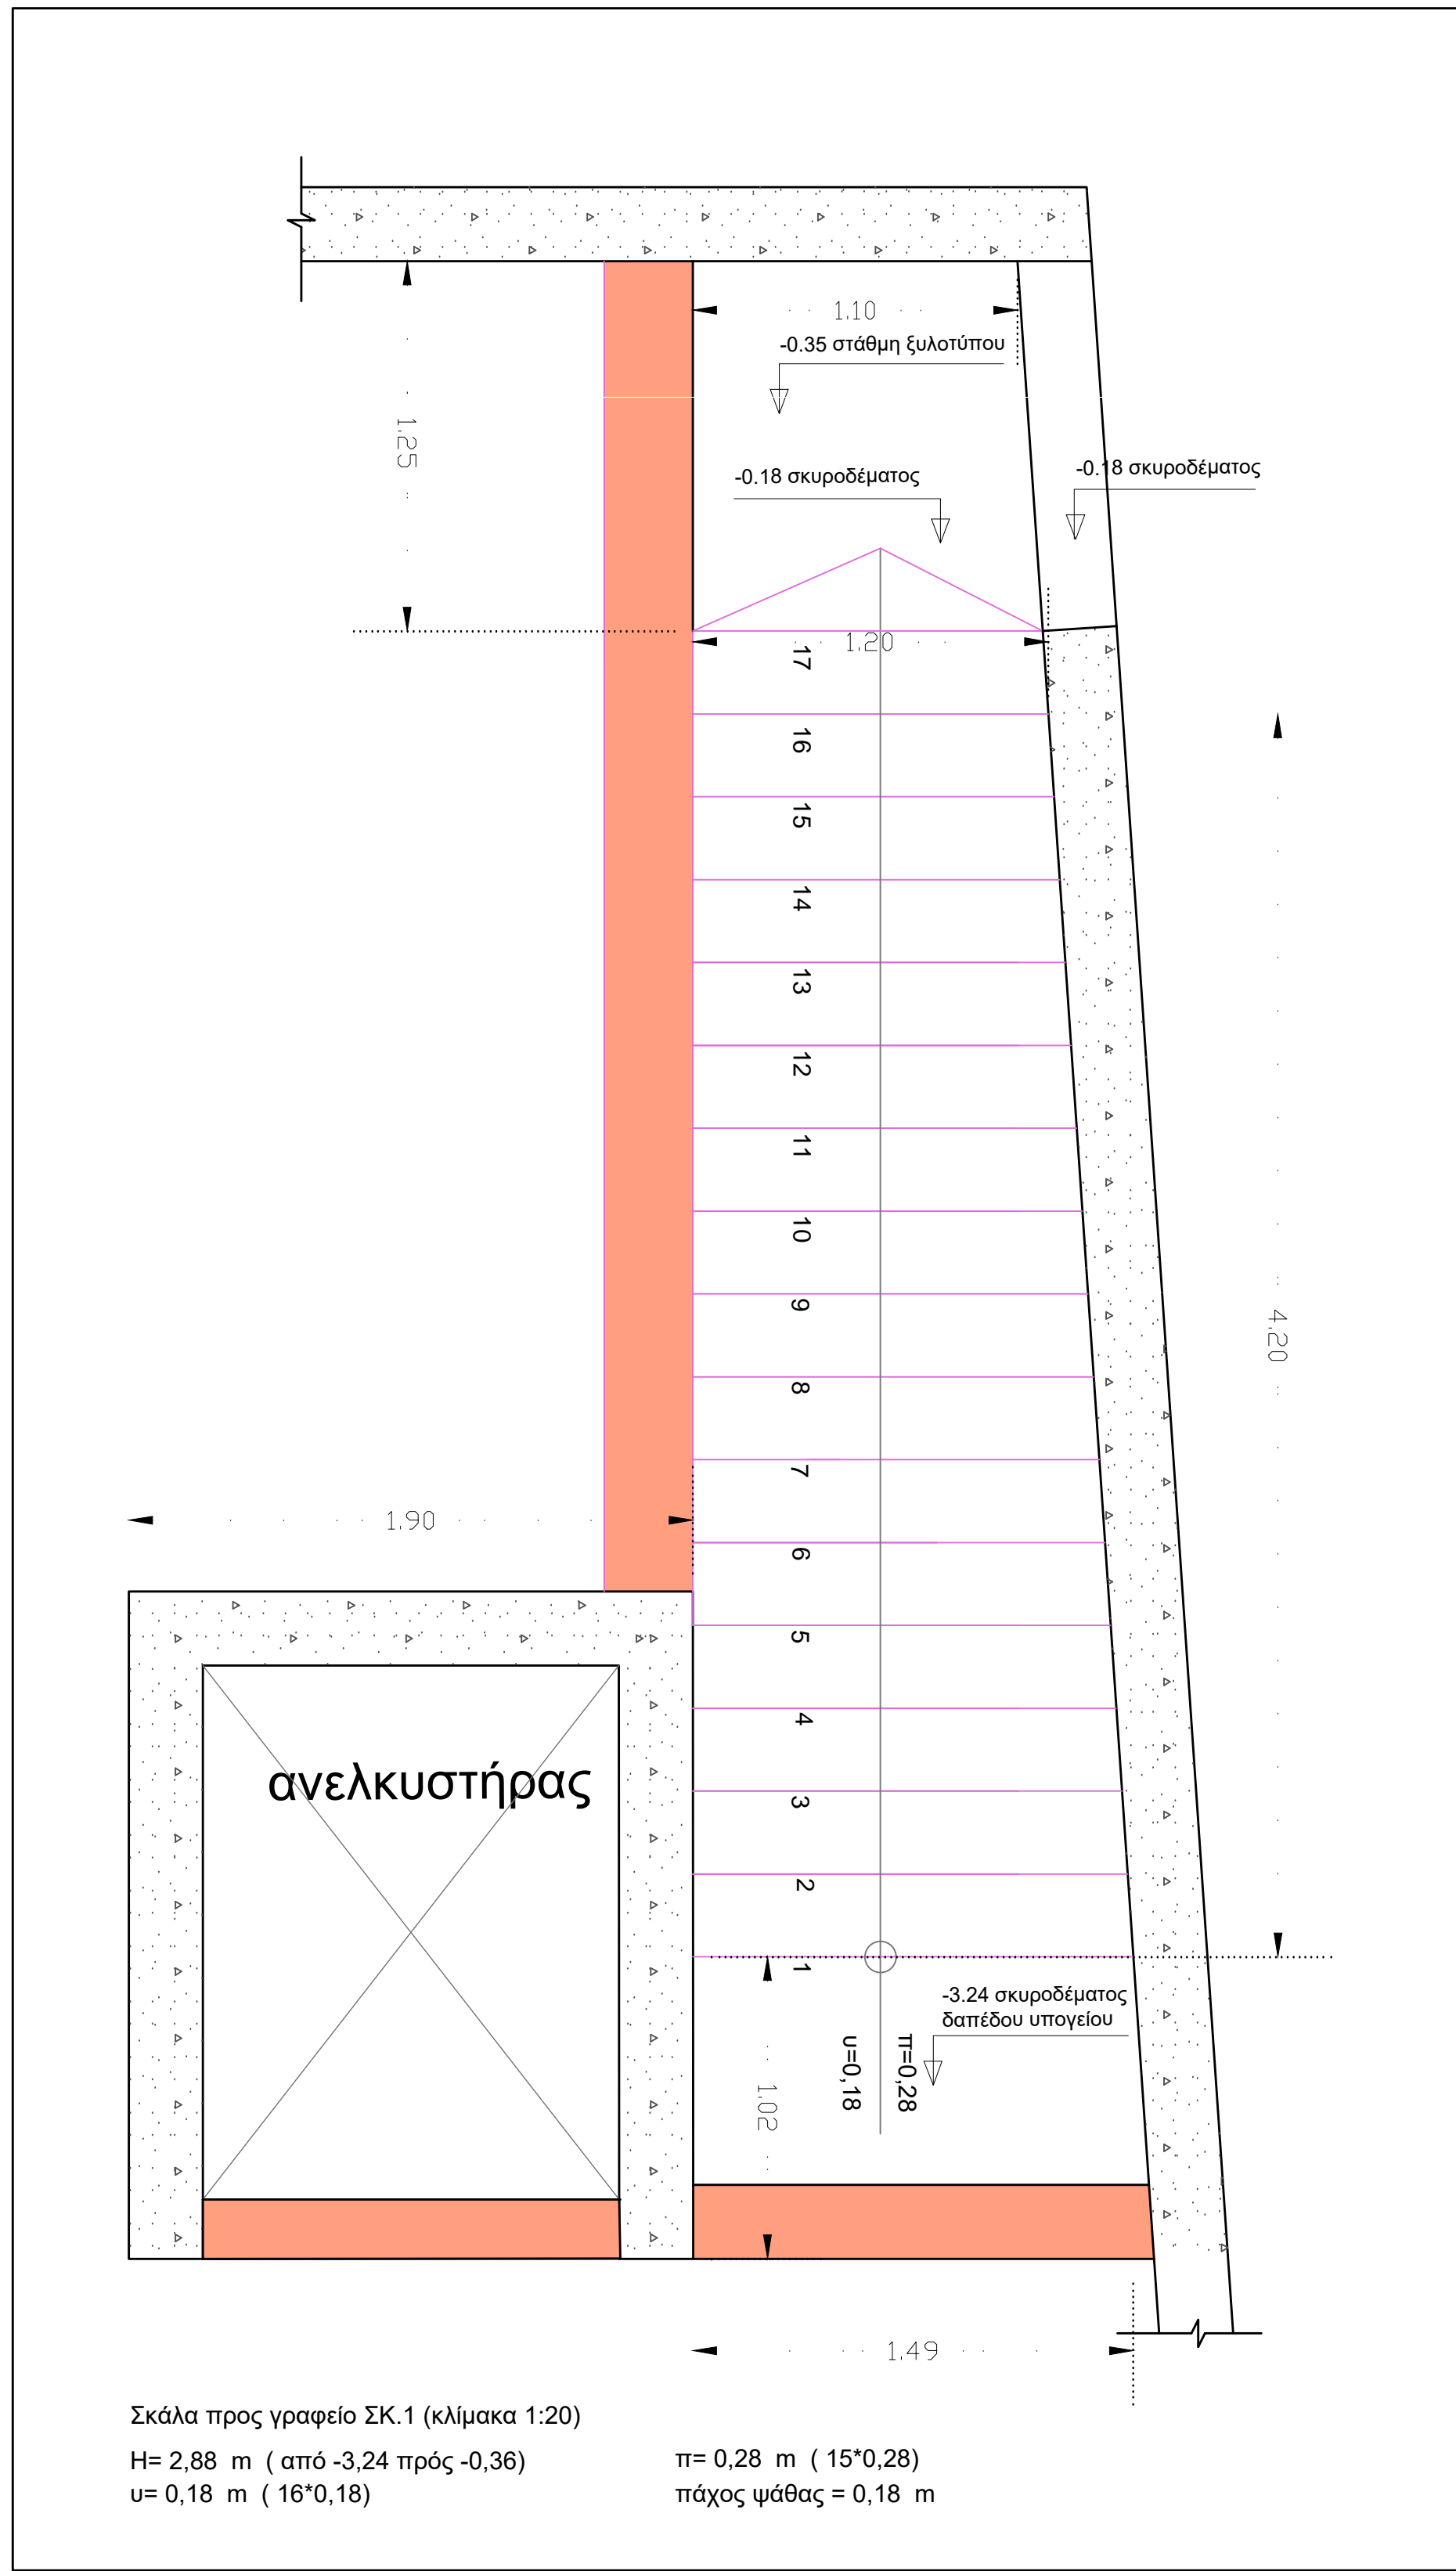 1.10
-0.35 στάθμη ξυλοτύπου
1.25
-0.18 σκυροδέματος
-0.18 σκυροδέματος
1.20
17
16
15
14
13
12
11
10
9
4.20
8
7
1.90
6
5
4
ανελκυστήρας
3
2
1
-3.24 σκυροδέματος
δαπέδου υπογείου
υ=0,18
π=0,28
1.02
1.49
Σκάλα προς γραφείο ΣΚ.1 (κλίμακα 1:20)
Η= 2,88 m ( από -3,24 πρός -0,36)
υ= 0,18 m ( 16*0,18)
π= 0,28 m ( 15*0,28)
πάχος ψάθας = 0,18 m